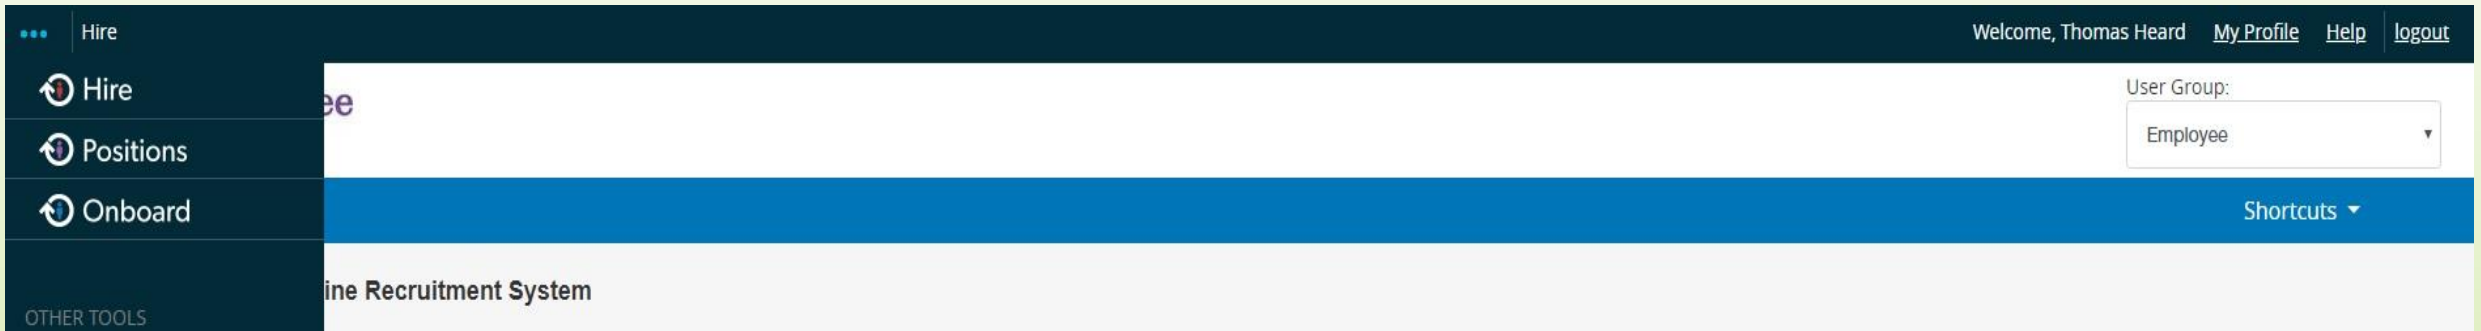 ••• Hire Welcome, Thomas Heard My Profile Help logout
Hire
ee
User Group:
Employee
Positions
Onboard
Shortcuts
ine Recruitment System
OTHER TOOLS